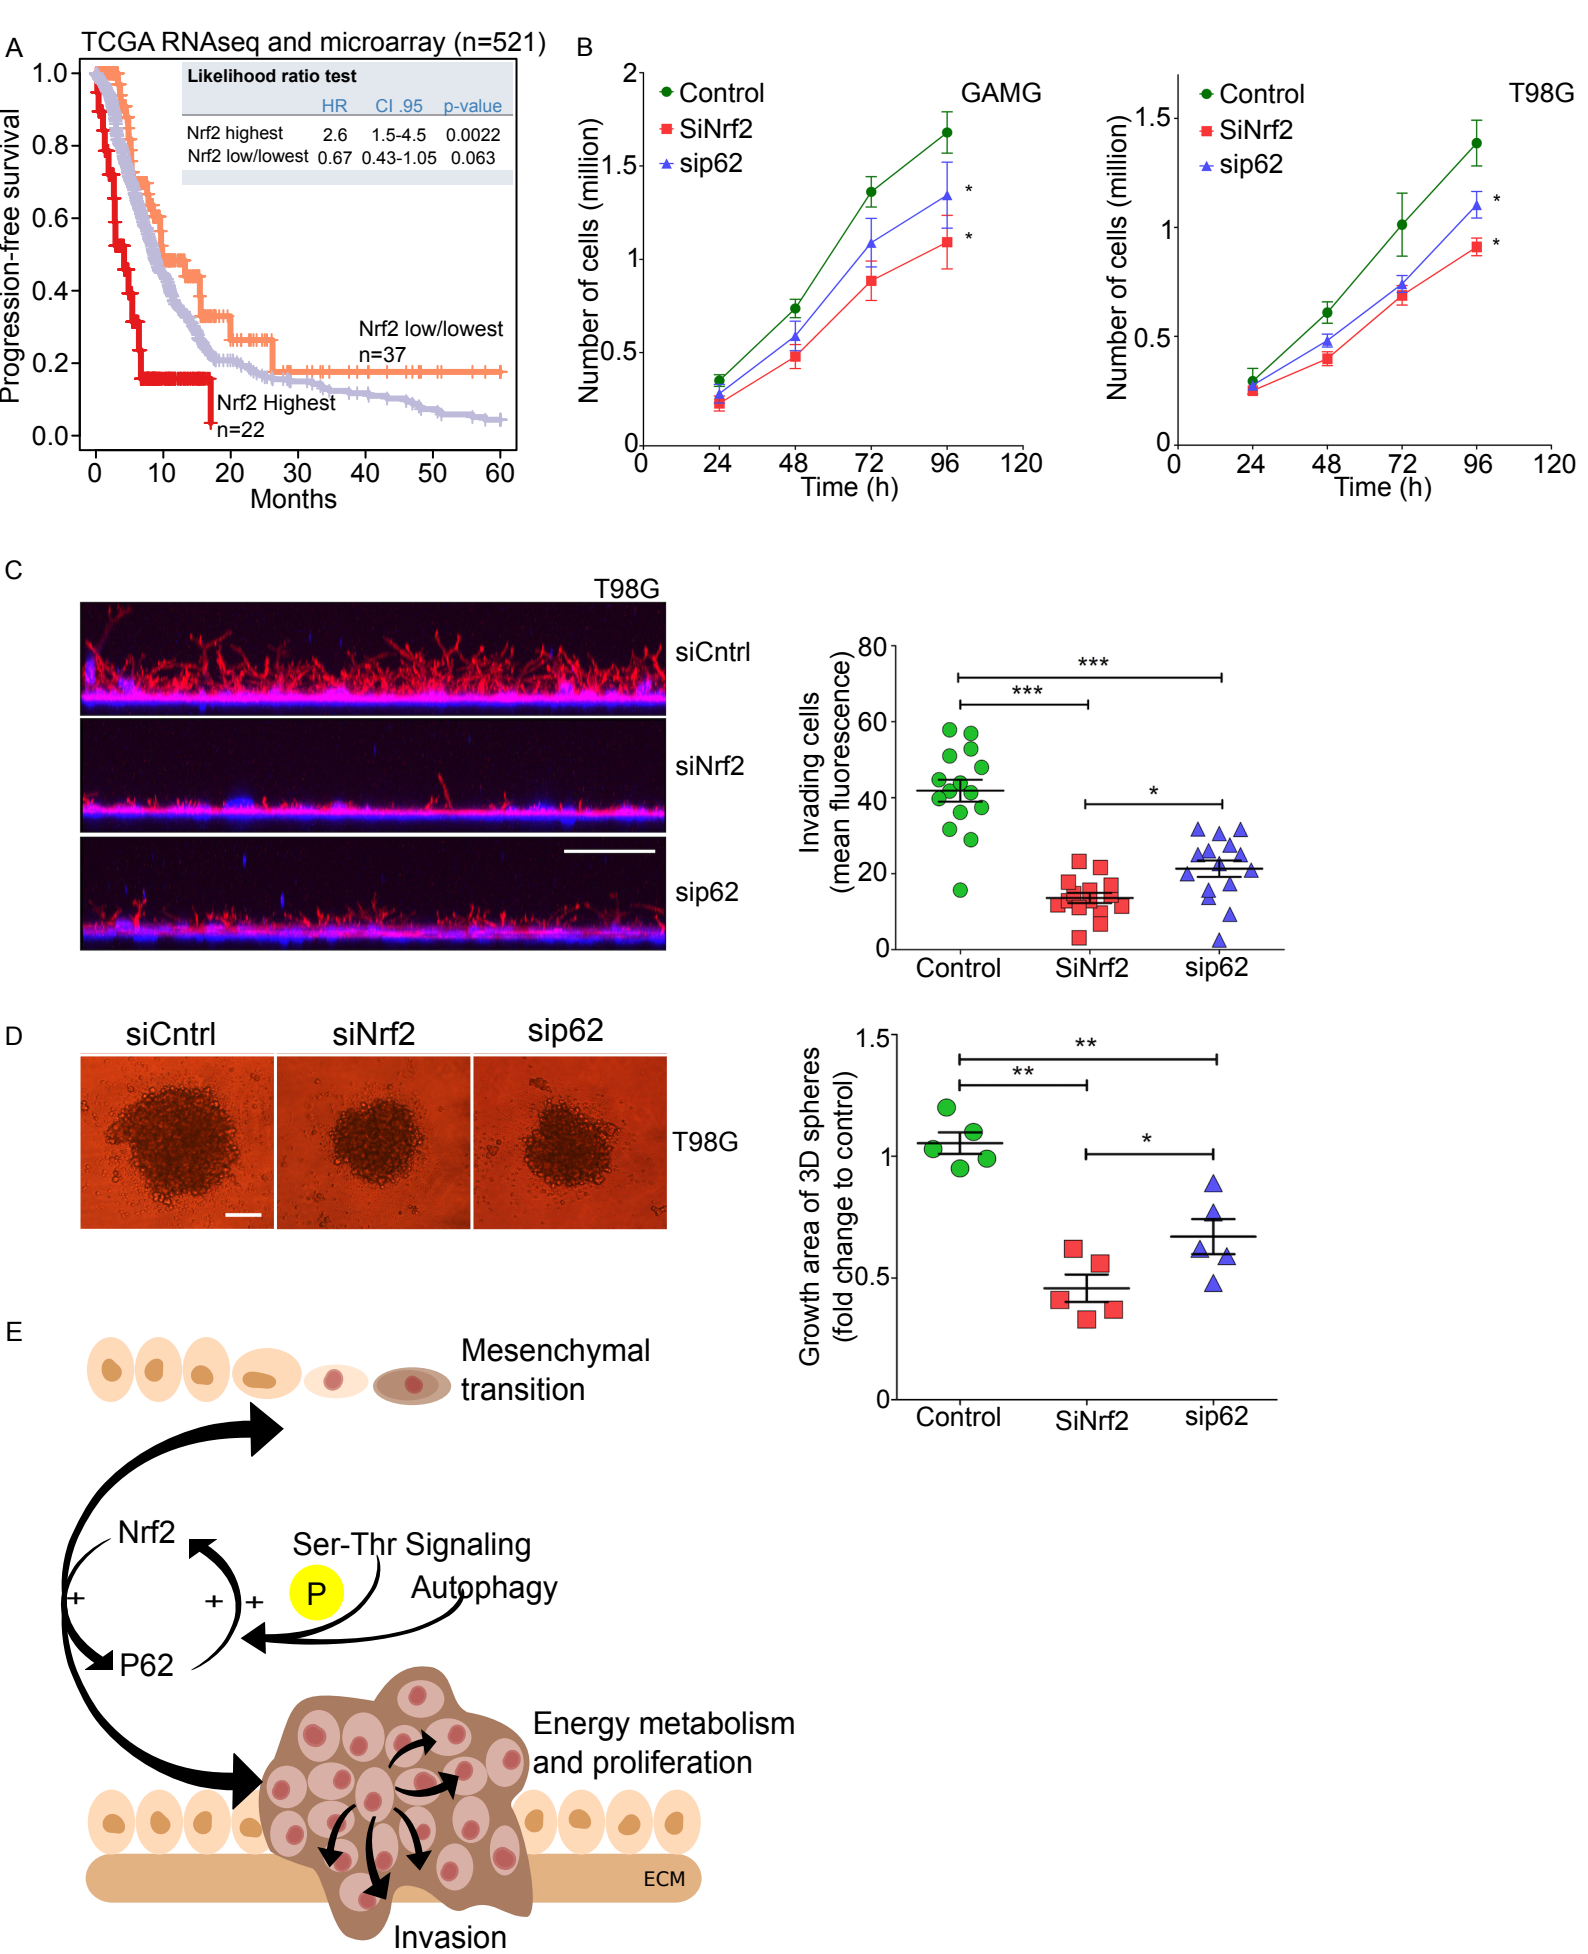 A
TCGA RNAseq and microarray (n=521)
Likelihood ratio test
HR CI .95 p-value
Nrf2 highest 2.6 1.5-4.5 0.0022
Nrf2 low/lowest 0.67 0.43-1.05 0.063
Progression-free survival
1.0
0.8
0.6
0.4
0.2
0.0
Nrf2 low/lowest
n=37
Nrf2 Highest
n=22
0 10 20 30 40 50 60
Months
B
Number of cells (million)
2
1.5
1
0.5
0
Control
SiNrf2
sip62
GAMG
*
*
0 24 48 72 96 120
Time (h)
Number of cells (million)
1.5
1
0.5
0
Control
SiNrf2
sip62
T98G
*
*
0 24 48 72 96 120
Time (h)
C
T98G
siCntrl
siNrf2
sip62
Invading cells
(mean fluorescence)
80
60
40
20
0
***
***
*
Control SiNrf2 sip62
D
siCntrl siNrf2 sip62
T98G
Growth area of 3D spheres
(fold change to control)
1.5
1
0.5
0
**
**
*
Control SiNrf2 sip62
E
Mesenchymal
transition
Nrf2
Ser-Thr Signaling
P
Autophagy
+ + +
P62
Energy metabolism
and proliferation
ECM
Invasion